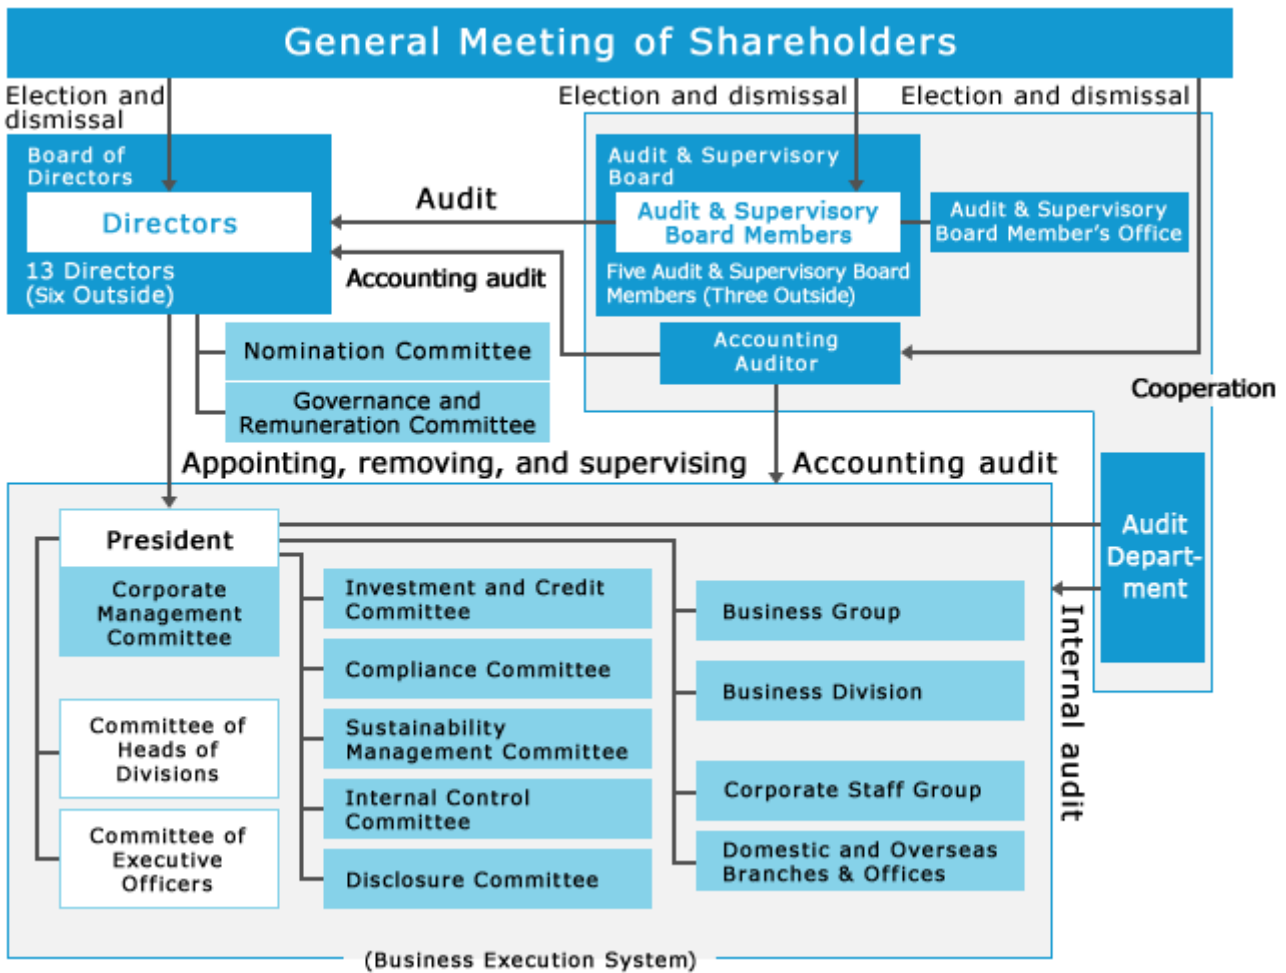 General Meeting of Shareholders
Election and
dismissal
Election and dismissal
Election and dismissal
Board of
Directors
Directors
13 Directors
(Six Outside)
Audit
Accounting audit
Audit & Supervisory
Board
Audit & Supervisory
Board Members
Five Audit & Supervisory Board
Members (Three Outside)
Audit & Supervisory
Board Member's Office
Accounting
Auditor
Cooperation
Nomination Committee
Governance and
Remuneration Committee
Appointing, removing, and supervising
Accounting audit
Audit
Depart-
ment
Internal audit
President
Corporate
Management
Committee
Committee of
Heads of
Divisions
Committee of
Executive
Officers
Investment and Credit
Committee
Compliance Committee
Sustainability
Management Committee
Internal Control
Committee
Disclosure Committee
Business Group
Business Division
Corporate Staff Group
Domestic and Overseas
Branches & Offices
(Business Execution System)